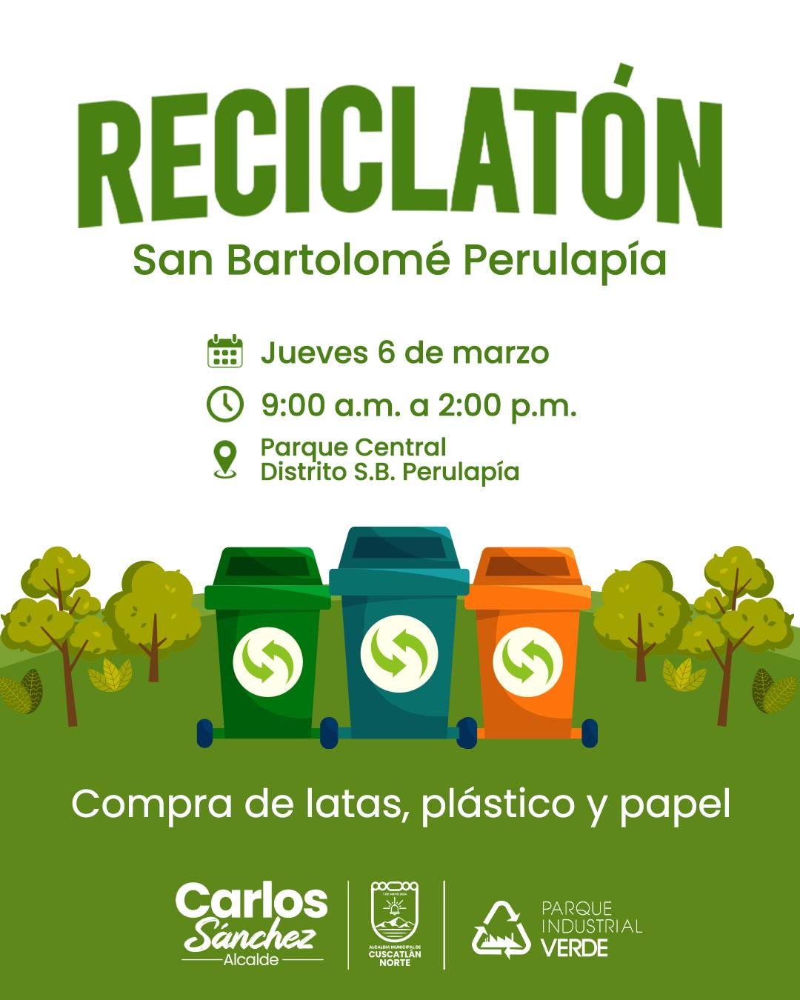 RECICLATÓN
San Bartolomé Perulapía
Jueves 6 de marzo
9:00 a.m. a 2:00 p.m.
Parque Central
Distrito S.B. Perulapía
Compra de latas, plástico y papel
Carlos
Sánchez
Alcalde
1 DE MAYO 2024
ALCALDIA MUNICIPAL DE
CUSCATLÁN
NORTE
PARQUE
INDUSTRIAL
VERDE